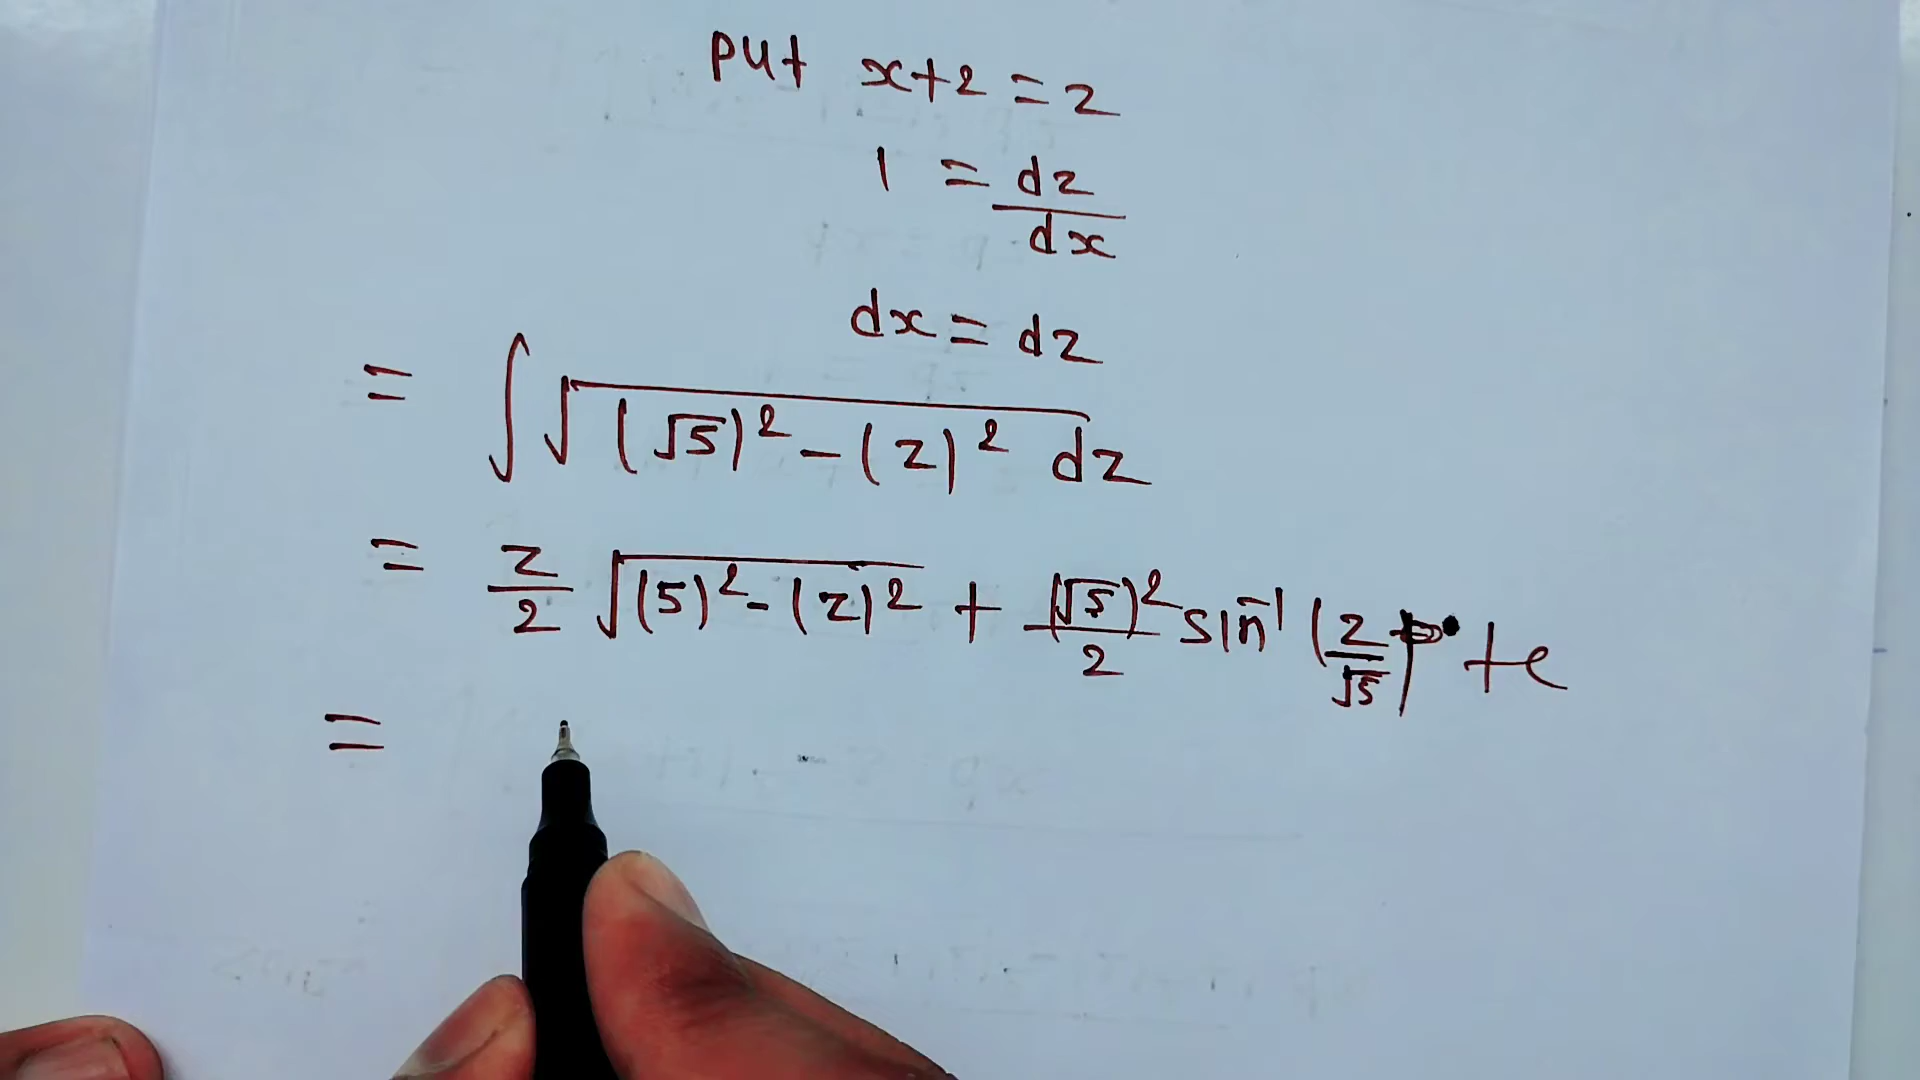 put x+2 = z
1 = dz/dx
dx = dz
= ∫√(√5)² - (z)² dz
= z/2 √(5)² - (z)² + (√5)²/2 sin⁻¹ (z/√5) + c
=